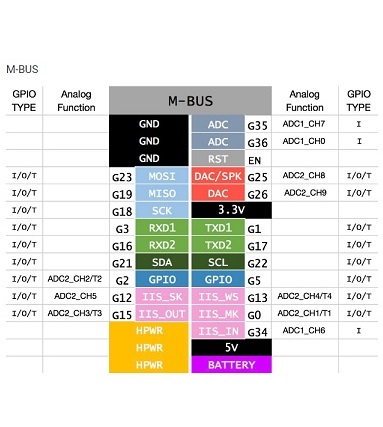 M-BUS
GPIO TYPE Analog Function M-BUS Analog Function GPIO TYPE
GND ADC G35 ADC1_CH7 I
GND ADC G36 ADC1_CH0 I
GND RST EN
I/O/T G23 MOSI DAC/SPK G25 ADC2_CH8 I/O/T
I/O/T G19 MISO DAC G26 ADC2_CH9 I/O/T
I/O/T G18 SCK 3.3V
I/O/T G3 RXD1 TXD1 G1 I/O/T
I/O/T G16 RXD2 TXD2 G17 I/O/T
I/O/T G21 SDA SCL G22 I/O/T
I/O/T ADC2_CH2/T2 G2 GPIO GPIO G5 I/O/T
I/O/T ADC2_CH5 G12 IIS_SK IIS_WS G13 ADC2_CH4/T4 I/O/T
I/O/T ADC2_CH3/T3 G15 IIS_OUT IIS_MK G0 ADC2_CH1/T1 I/O/T
HPWR IIS_IN G34 ADC1_CH6 I
HPWR 5V
HPWR BATTERY